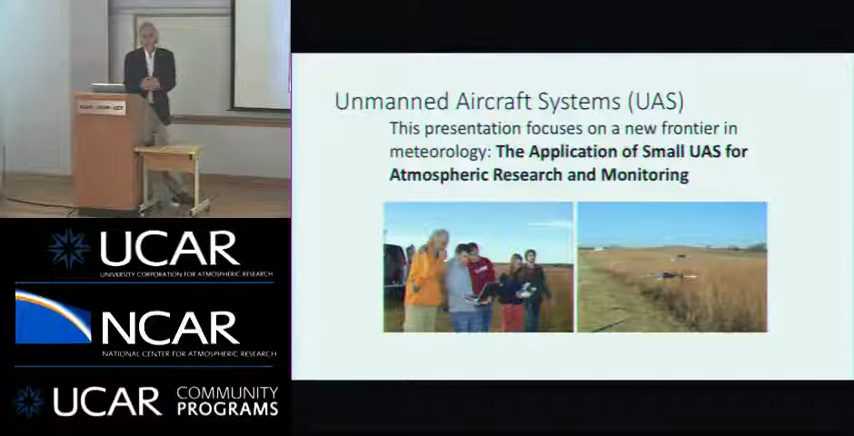 Unmanned Aircraft Systems (UAS)
This presentation focuses on a new frontier in
meteorology: The Application of Small UAS for
Atmospheric Research and Monitoring
UCAR
UNIVERSITY CORPORATION FOR ATMOSPHERIC RESEARCH
NCAR
NATIONAL CENTER FOR ATMOSPHERIC RESEARCH
UCAR
COMMUNITY
PROGRAMS